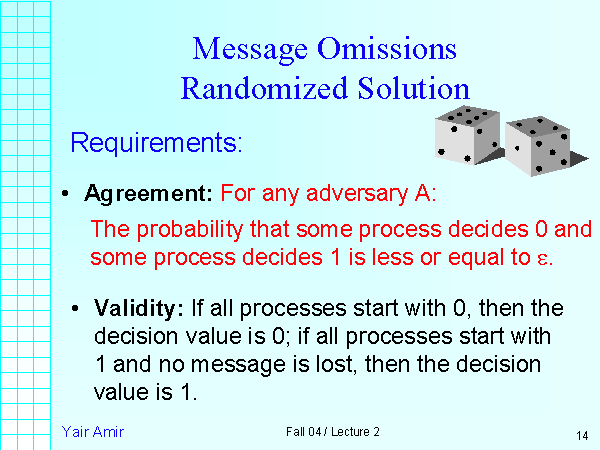 Message Omissions
Randomized Solution
Requirements:
• Agreement: For any adversary A:
The probability that some process decides 0 and
some process decides 1 is less or equal to ε.
• Validity: If all processes start with 0, then the
decision value is 0; if all processes start with
1 and no message is lost, then the decision
value is 1.
Yair Amir
Fall 04 / Lecture 2
14